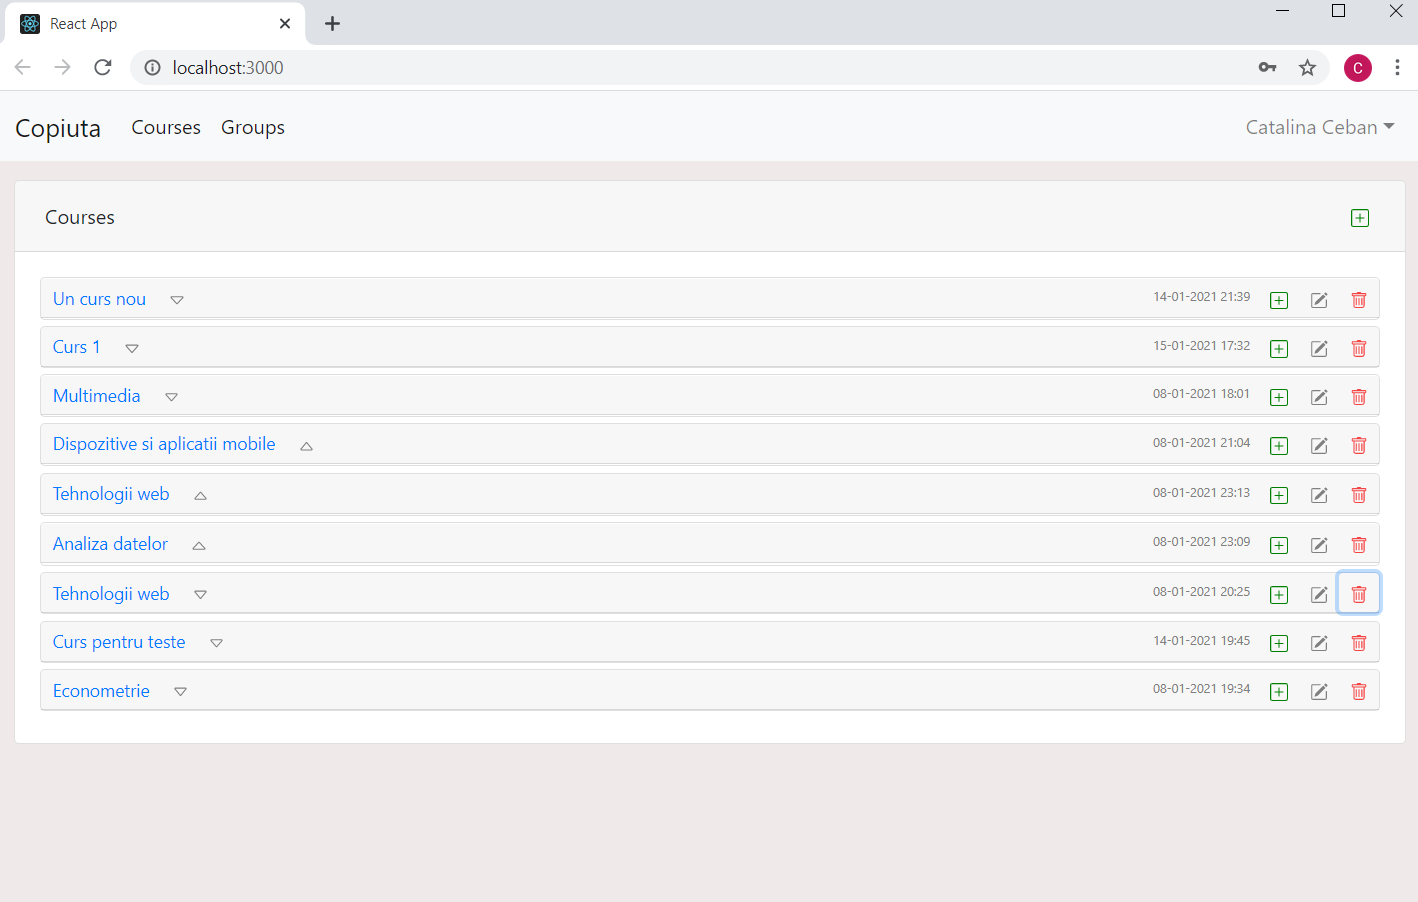 React App
localhost:3000
C
Copiuta Courses Groups Catalina Ceban
Courses
Un curs nou 14-01-2021 21:39
Curs 1 15-01-2021 17:32
Multimedia 08-01-2021 18:01
Dispozitive si aplicatii mobile 08-01-2021 21:04
Tehnologii web 08-01-2021 23:13
Analiza datelor 08-01-2021 23:09
Tehnologii web 08-01-2021 20:25
Curs pentru teste 14-01-2021 19:45
Econometrie 08-01-2021 19:34